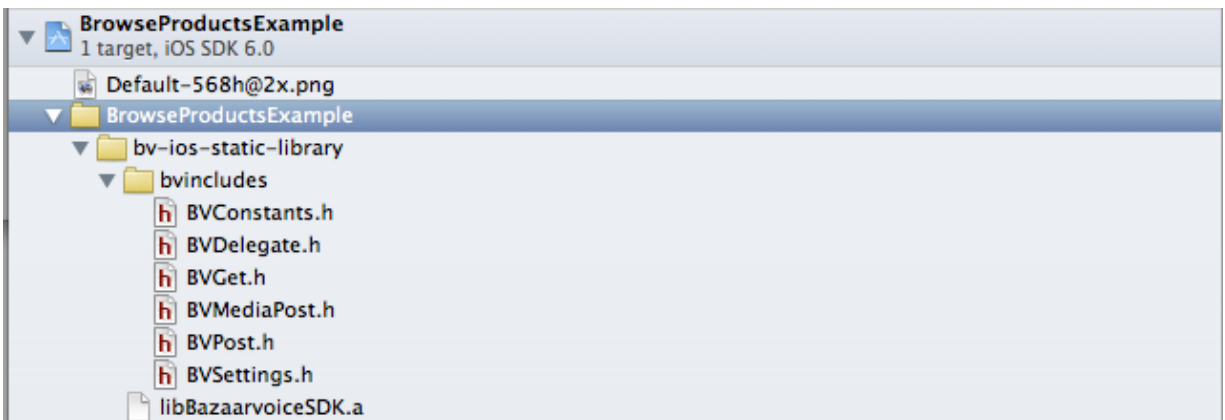 BrowseProductsExample
1 target, iOS SDK 6.0
Default-568h@2x.png
BrowseProductsExample
bv-ios-static-library
bvincludes
h BVConstants.h
h BVDelegate.h
h BVGet.h
h BVMediaPost.h
h BVPost.h
h BVSettings.h
libBazaarvoiceSDK.a